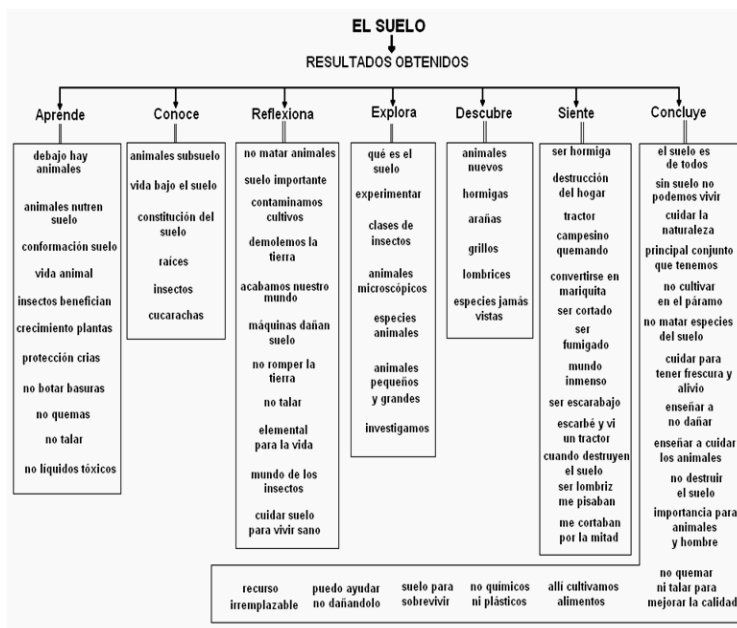 EL SUELO
RESULTADOS OBTENIDOS
Aprende
debajo hay
animales
animales nutren
suelo
conformación suelo
vida animal
insectos benefician
crecimiento plantas
protección crias
no botar basuras
no quemas
no talar
no líquidos tóxicos
Conoce
animales subsuelo
vida bajo el suelo
constitución del
suelo
raíces
insectos
cucarachas
Reflexiona
no matar animales
suelo importante
contaminamos
cultivos
demolemos la
tierra
acabamos nuestro
mundo
máquinas dañan
suelo
no romper la
tierra
no talar
elemental
para la vida
mundo de los
insectos
cuidar suelo
para vivir sano
Explora
qué es el
suelo
experimentar
clases de
insectos
animales
microscópicos
especies
animales
animales
pequeños
y grandes
investigamos
Descubre
animales
nuevos
hormigas
arañas
grillos
lombrices
especies jamás
vistas
Siente
ser hormiga
destrucción
del hogar
tractor
campesino
quemando
convertirse en
mariquita
ser cortado
ser
fumigado
mundo
inmenso
ser escarabajo
escarbé y vi
un tractor
cuando destruyen
el suelo
ser lombriz
me pisaban
me cortaban
por la mitad
Concluye
el suelo es
de todos
sin suelo no
podemos vivir
cuidar la
naturaleza
principal conjunto
que tenemos
no cultivar
en el páramo
no matar especies
del suelo
cuidar para
tener frescura y
alivio
enseñar a
no dañar
enseñar a cuidar
los animales
no destruir
el suelo
importancia para
animales
y hombre
no quemar
ni talar para
mejorar la calidad
recurso
irremplazable
puedo ayudar
no dañandolo
suelo para
sobrevivir
no químicos
ni plásticos
allí cultivamos
alimentos